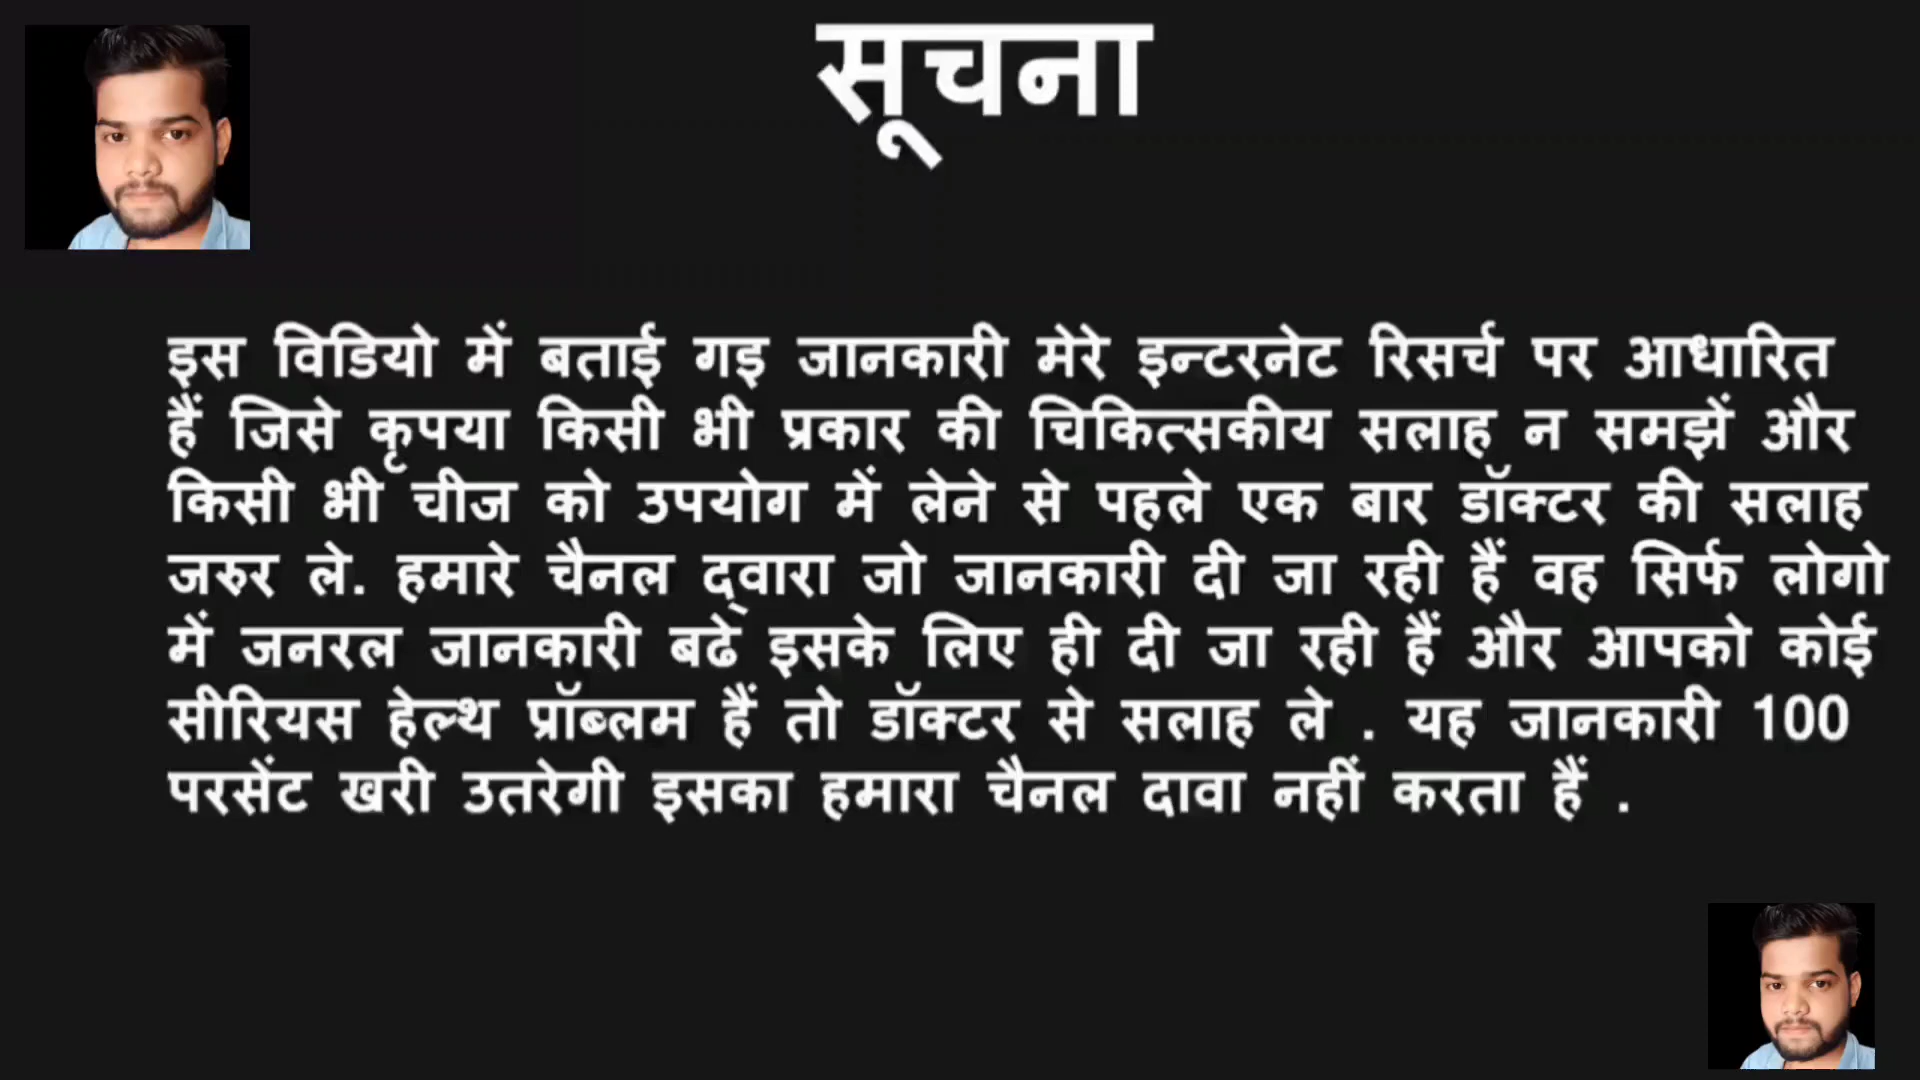 सूचना
इस विडियो में बताई गइ जानकारी मेरे इन्टरनेट रिसर्च पर आधारित
हैं जिसे कृपया किसी भी प्रकार की चिकित्सकीय सलाह न समझें और
किसी भी चीज को उपयोग में लेने से पहले एक बार डॉक्टर की सलाह
जरुर ले. हमारे चैनल द्वारा जो जानकारी दी जा रही हैं वह सिर्फ लोगो
में जनरल जानकारी बढे इसके लिए ही दी जा रही हैं और आपको कोई
सीरियस हेल्थ प्रॉब्लम हैं तो डॉक्टर से सलाह ले . यह जानकारी 100
परसेंट खरी उतरेगी इसका हमारा चैनल दावा नहीं करता हैं .